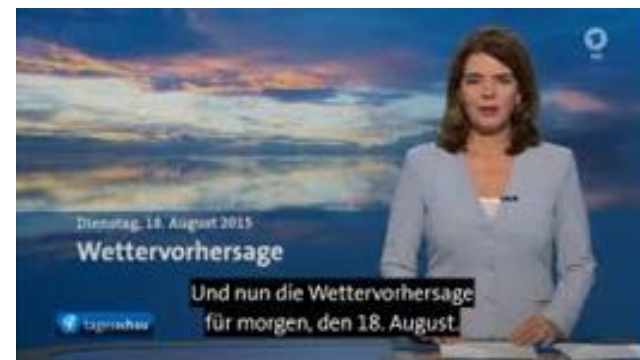 Dienstag, 18. August 2015
Wettervorhersage
Und nun die Wettervorhersage
für morgen, den 18. August.
tagesschau